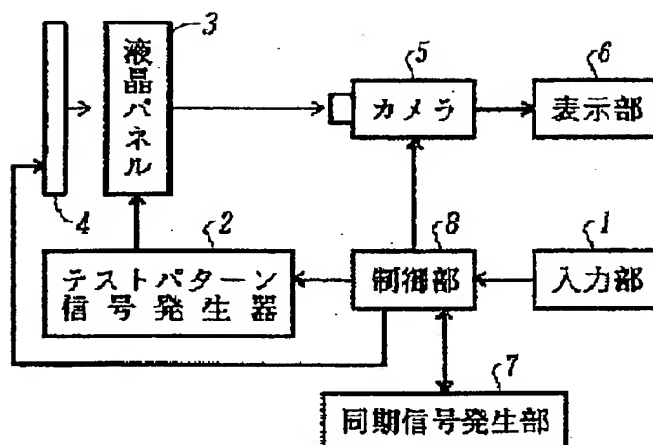 3
液晶パネル
5
カメラ
6
表示部
4
2
テストパターン
信号発生器
8
制御部
1
入力部
7
同期信号発生部